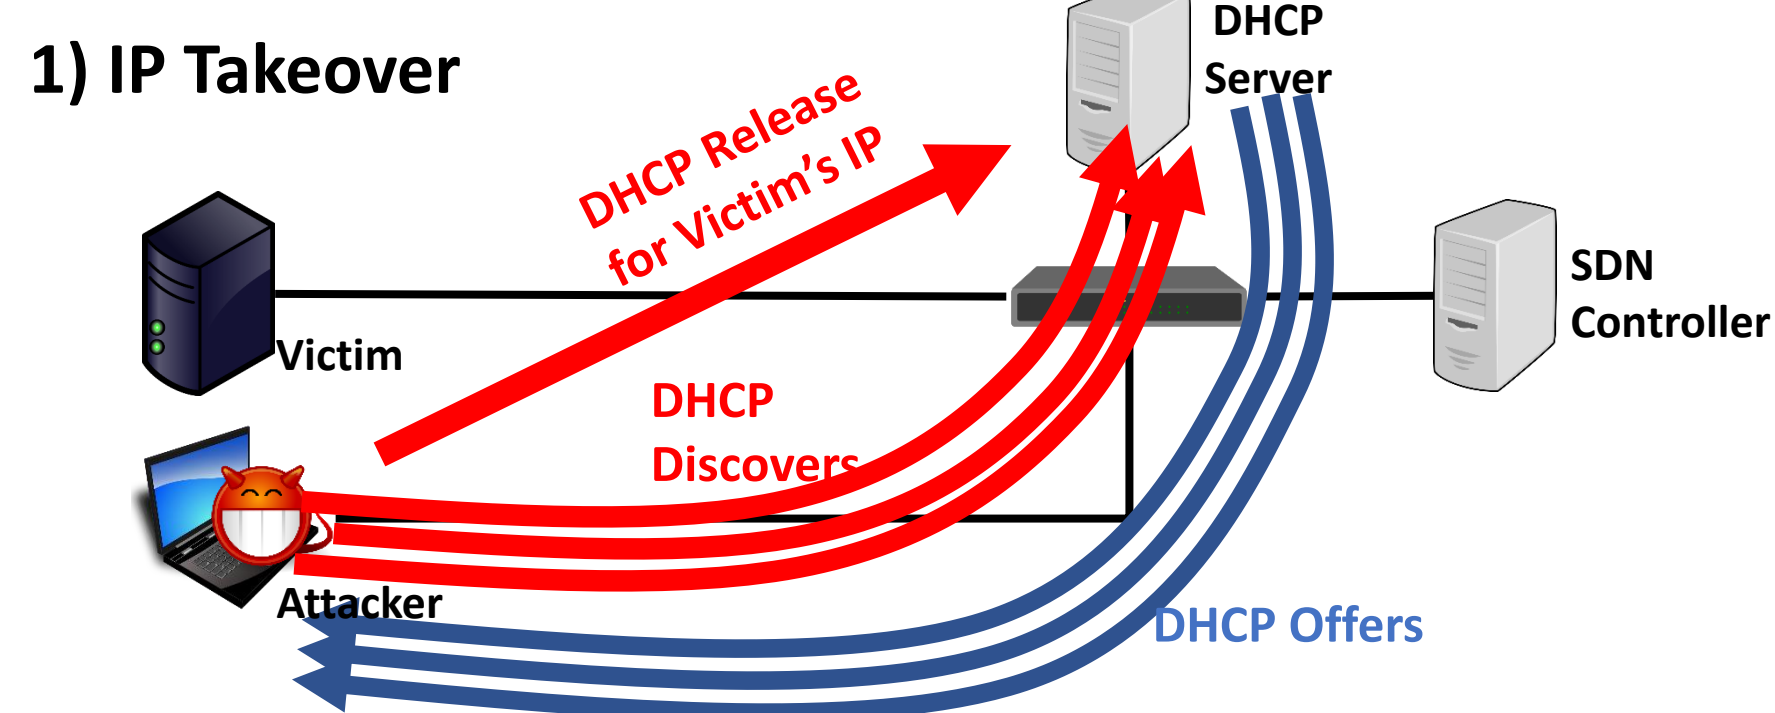 1) IP Takeover
DHCP
Server
DHCP Release
for Victim’s IP
SDN
Controller
Victim
DHCP
Discovers
Attacker
DHCP Offers